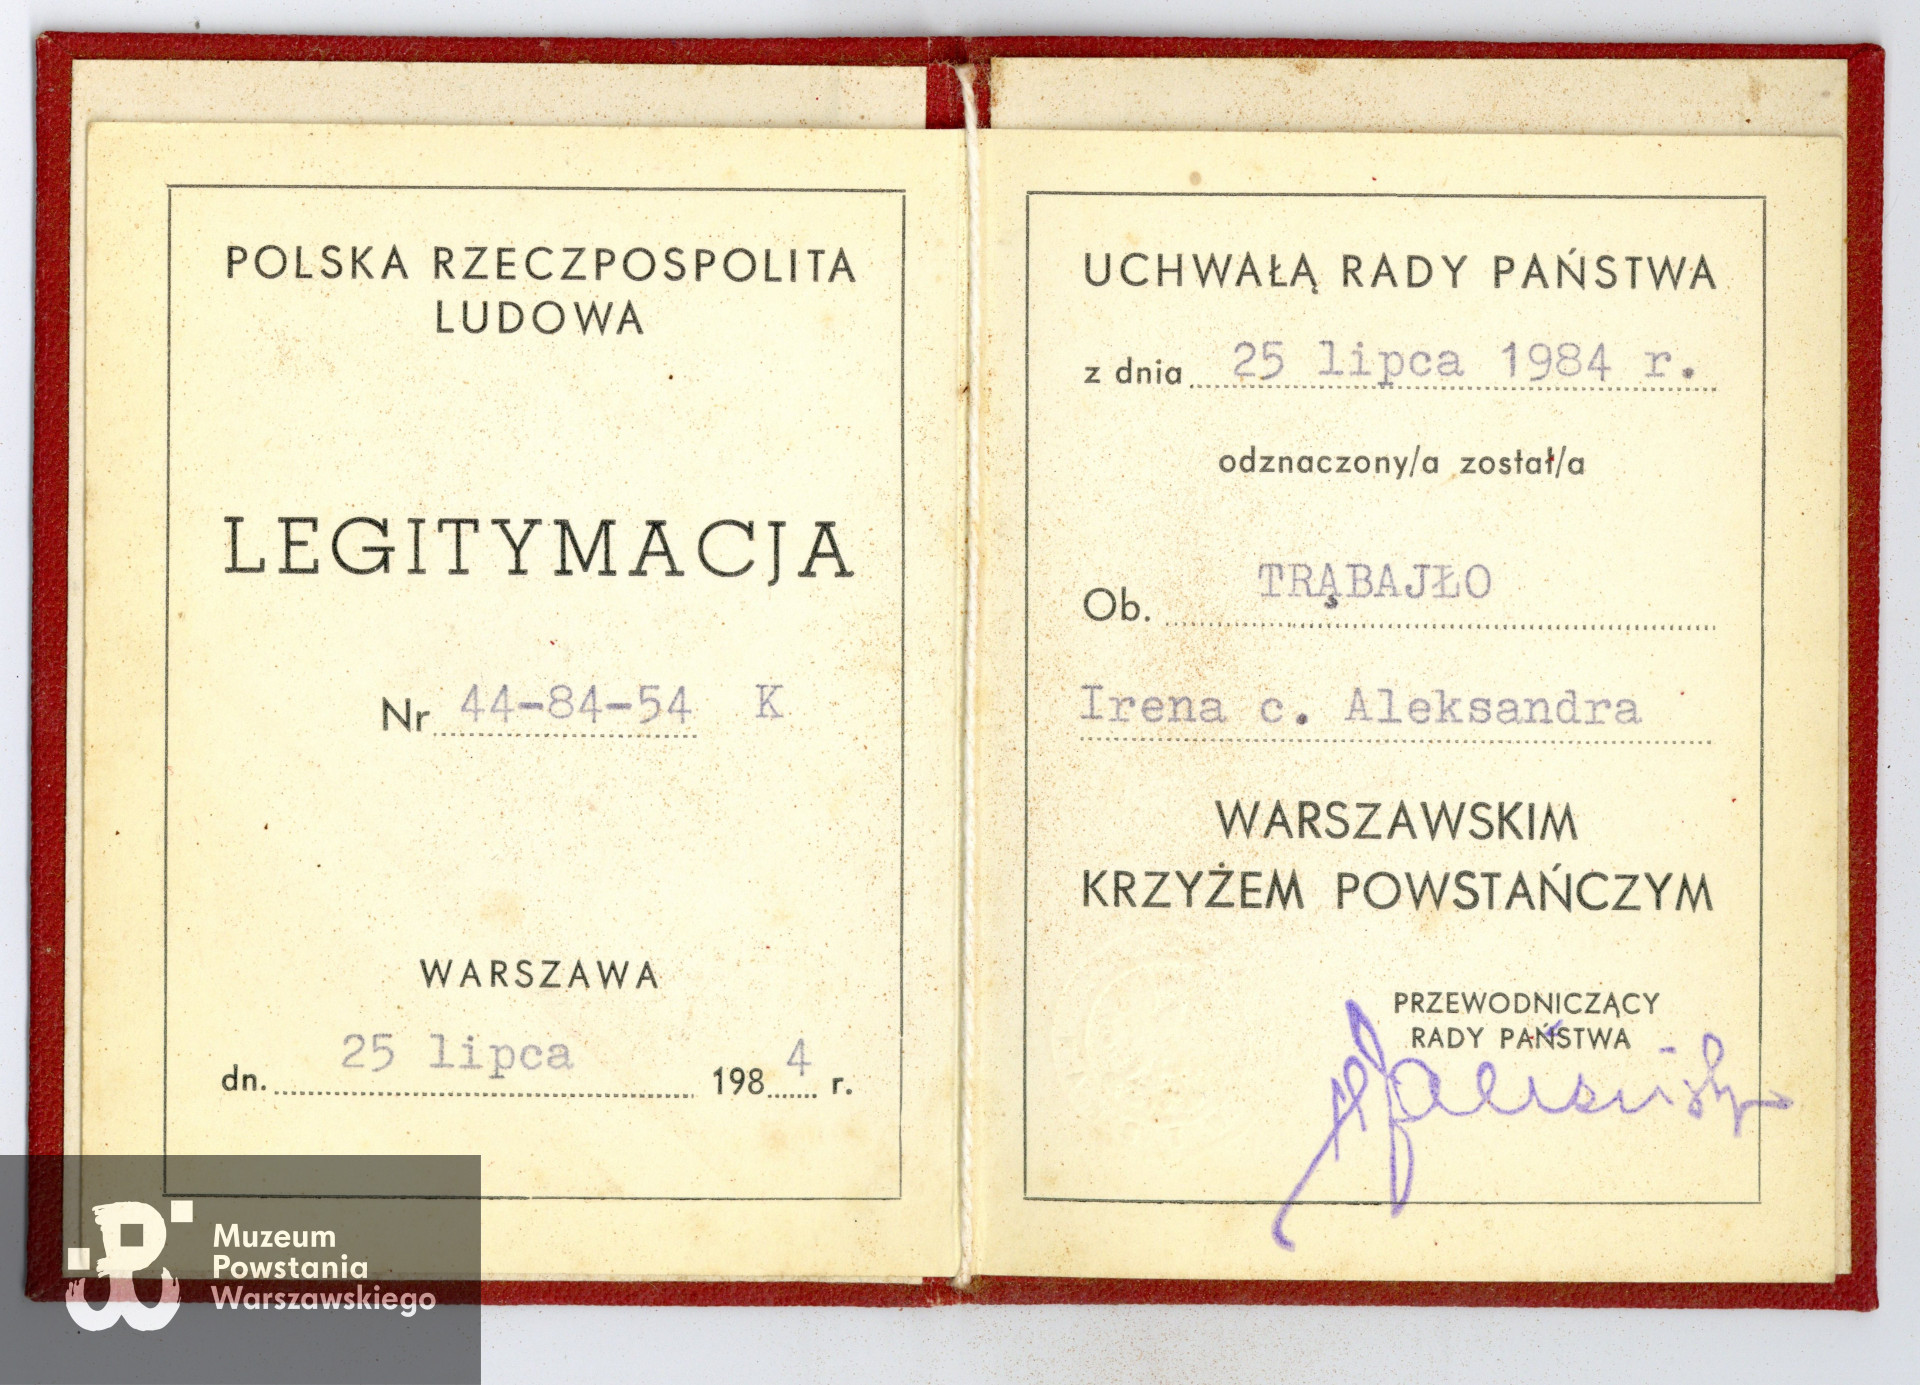 POLSKA RZECZPOSPOLITA
LUDOWA
LEGITYMACJA
Nr 44-84-54 K
WARSZAWA
dn. 25 lipca 1984 r.
UCHWAŁĄ RADY PAŃSTWA
z dnia 25 lipca 1984 r.
odznaczony/a został/a
Ob. TRĄBAJŁO
Irena c. Aleksandra
WARSZAWSKIM
KRZYŻEM POWSTAŃCZYM
PRZEWODNICZĄCY
RADY PAŃSTWA
Muzeum
Powstania
Warszawskiego